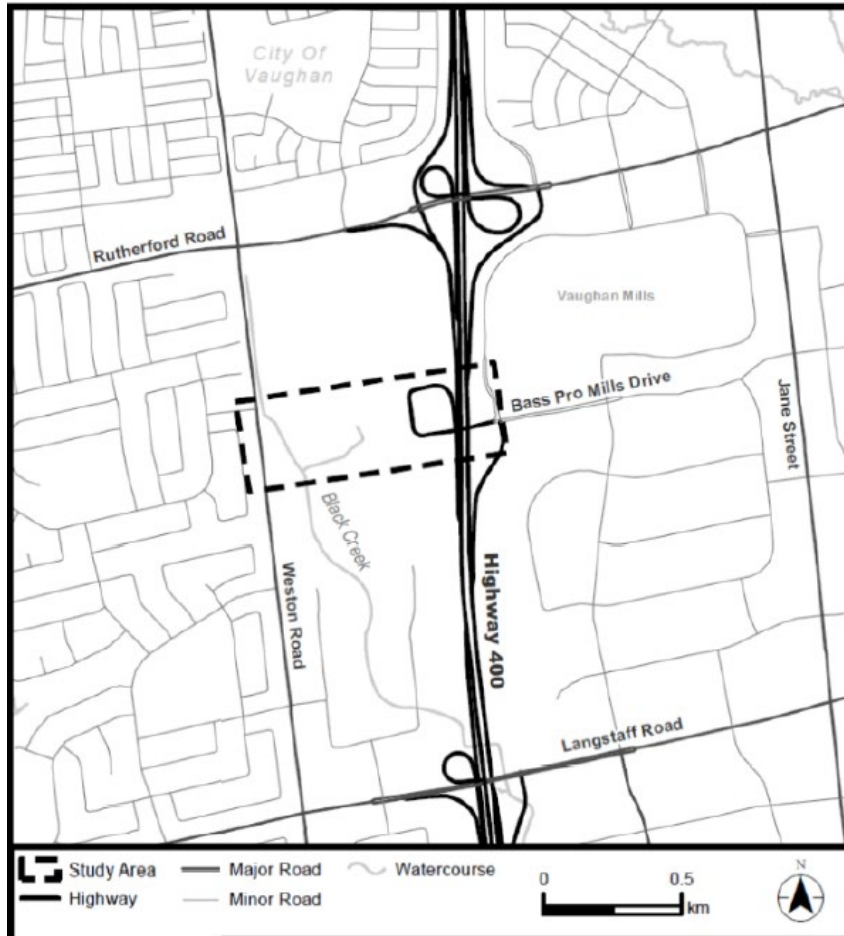 City Of
Vaughan
Rutherford Road
Vaughan Mills
Bass Pro Mills Drive
Jane Street
Black Creek
Weston Road
Highway 400
Langstaff Road
Study Area
Major Road
Watercourse
Highway
Minor Road
0
0.5
km
N